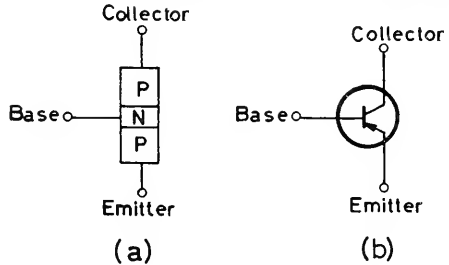 Collector
P
Base
N
P
Emitter
(a)
Collector
Base
Emitter
(b)